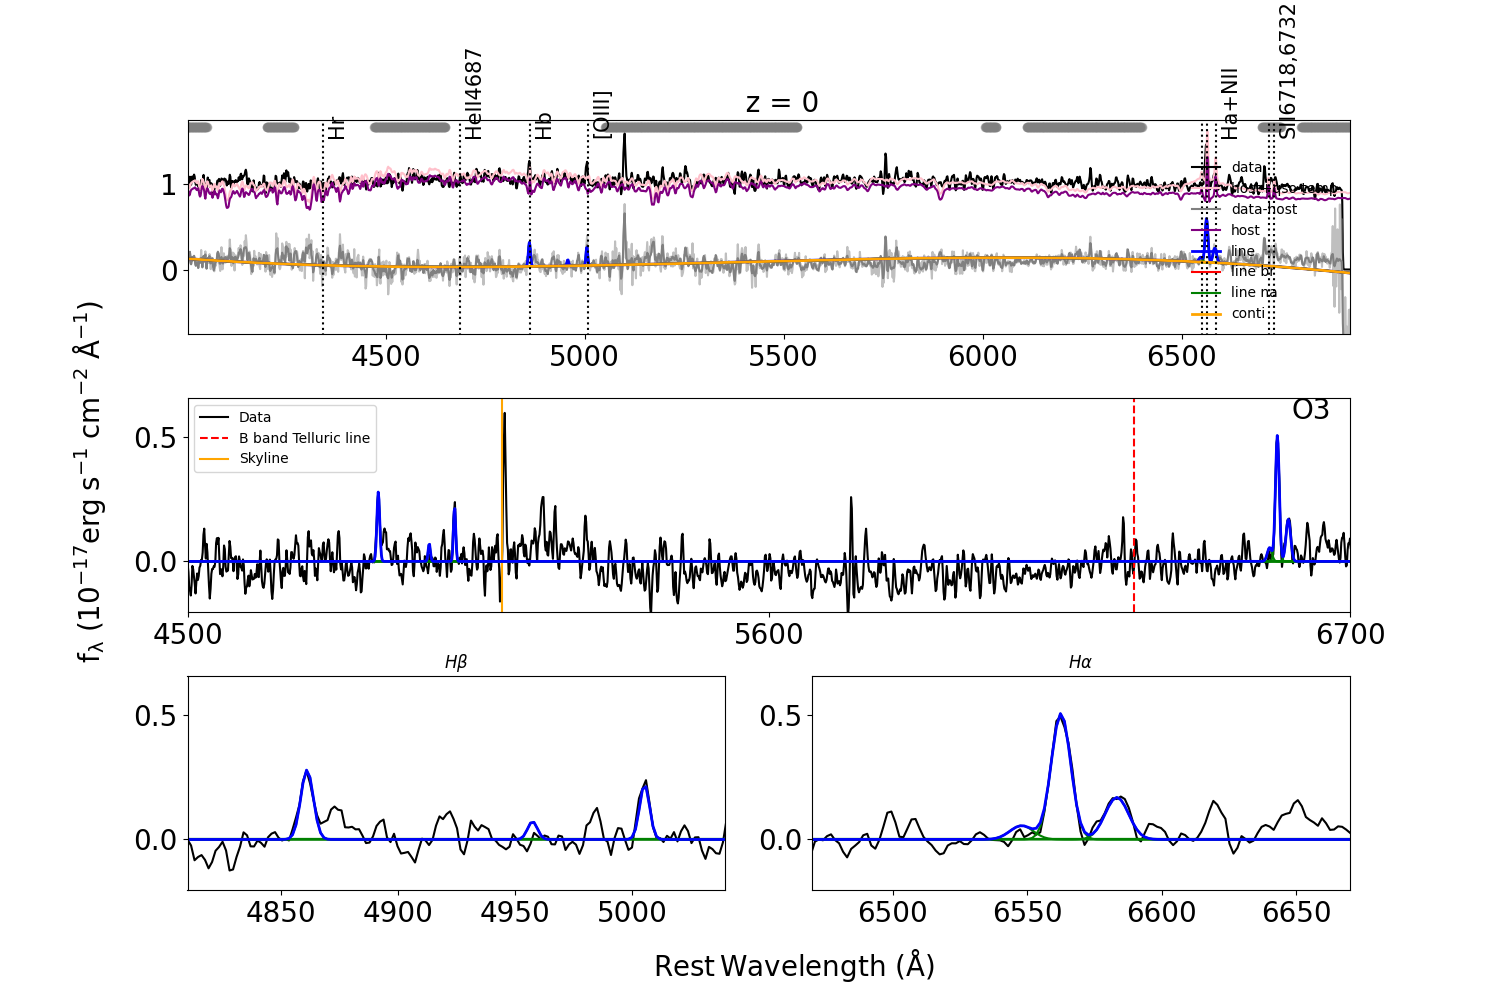 z = 0
Hr
HeII4687
Hb
[OIII]
Ha+NII
SII6718,6732
data
data-host
host
line
line br
line na
conti
1
0
4500
5000
5500
6000
6500
Data
B band Telluric line
Skyline
O3
0.5
0.0
4500
5600
6700
fλ (10−17erg s−1 cm−2 Å−1)
Hβ
Hα
0.5
0.0
4850
4900
4950
5000
0.5
0.0
6500
6550
6600
6650
Rest Wavelength (Å)